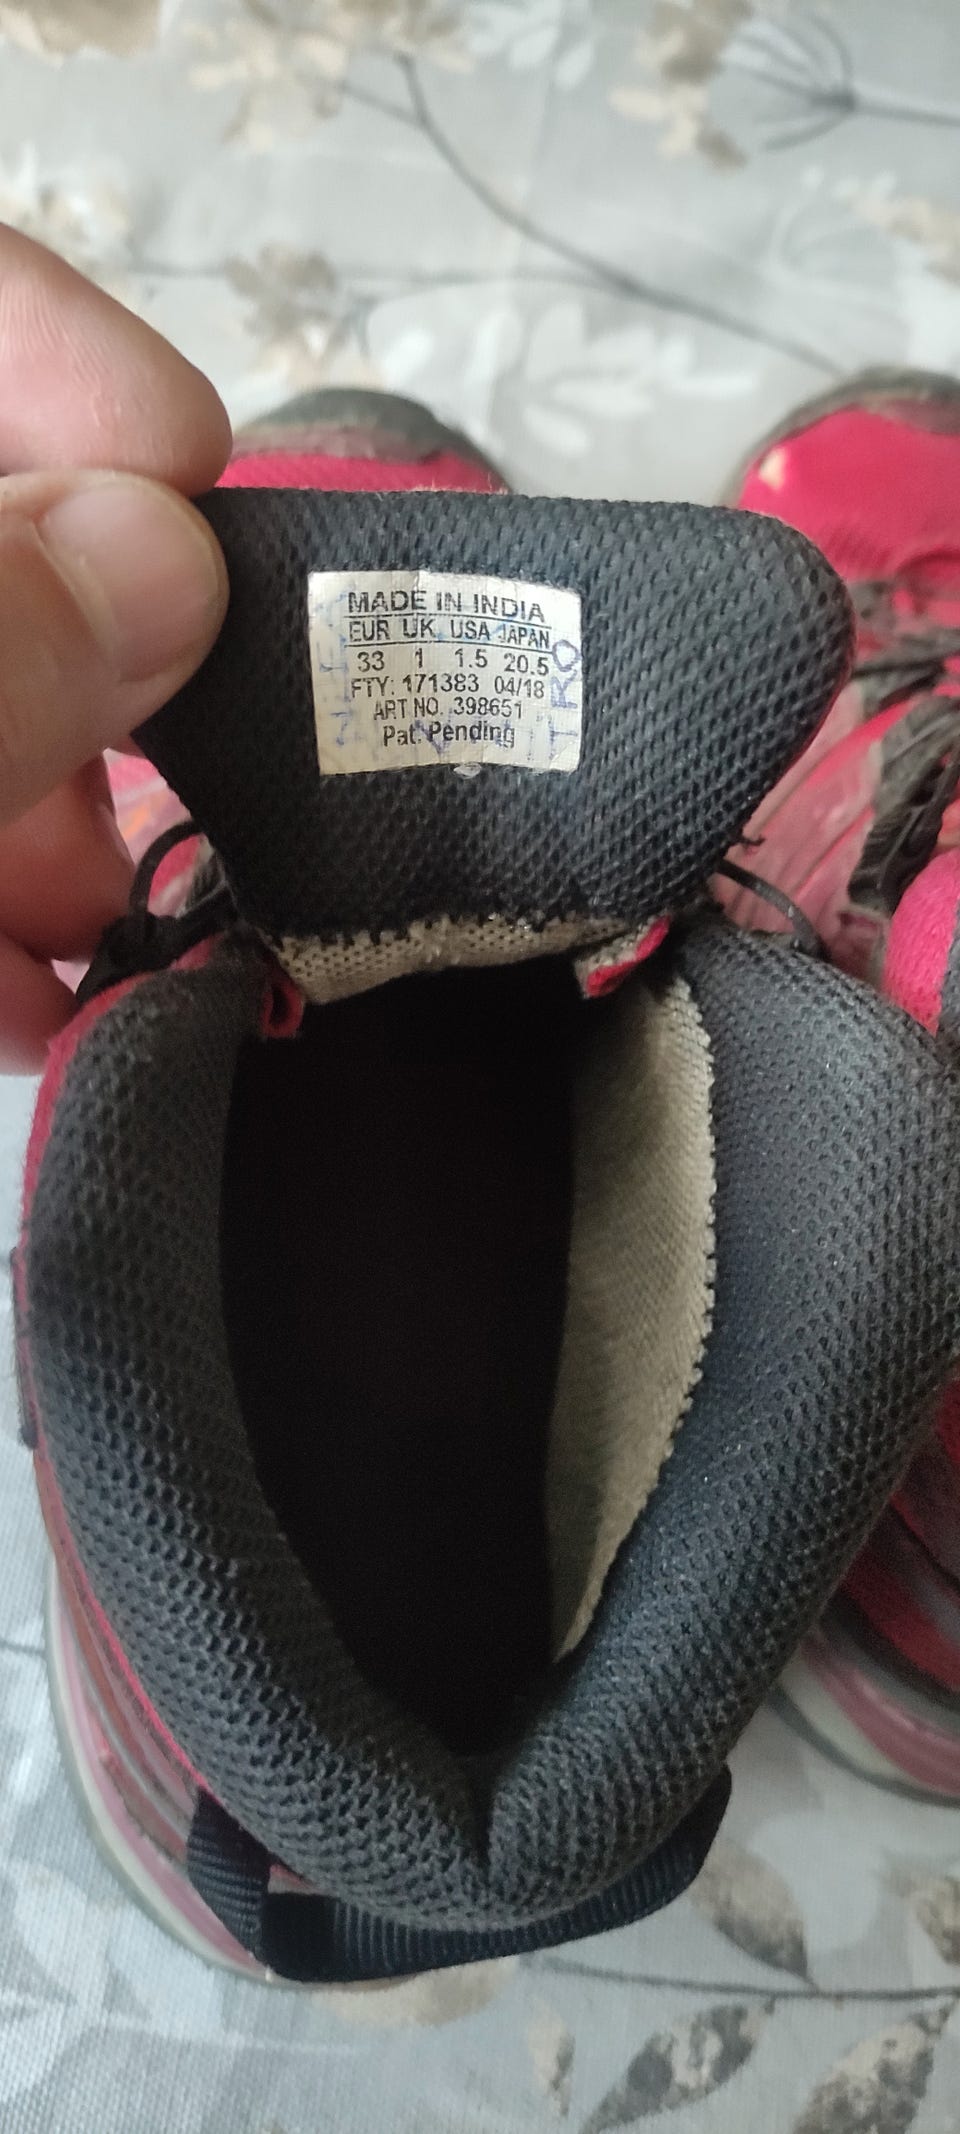 MADE IN INDIA
EUR UK USA JAPAN
33 1 1.5 20.5
FTY: 171383 04/18
ART NO. 398651
Pat. Pending